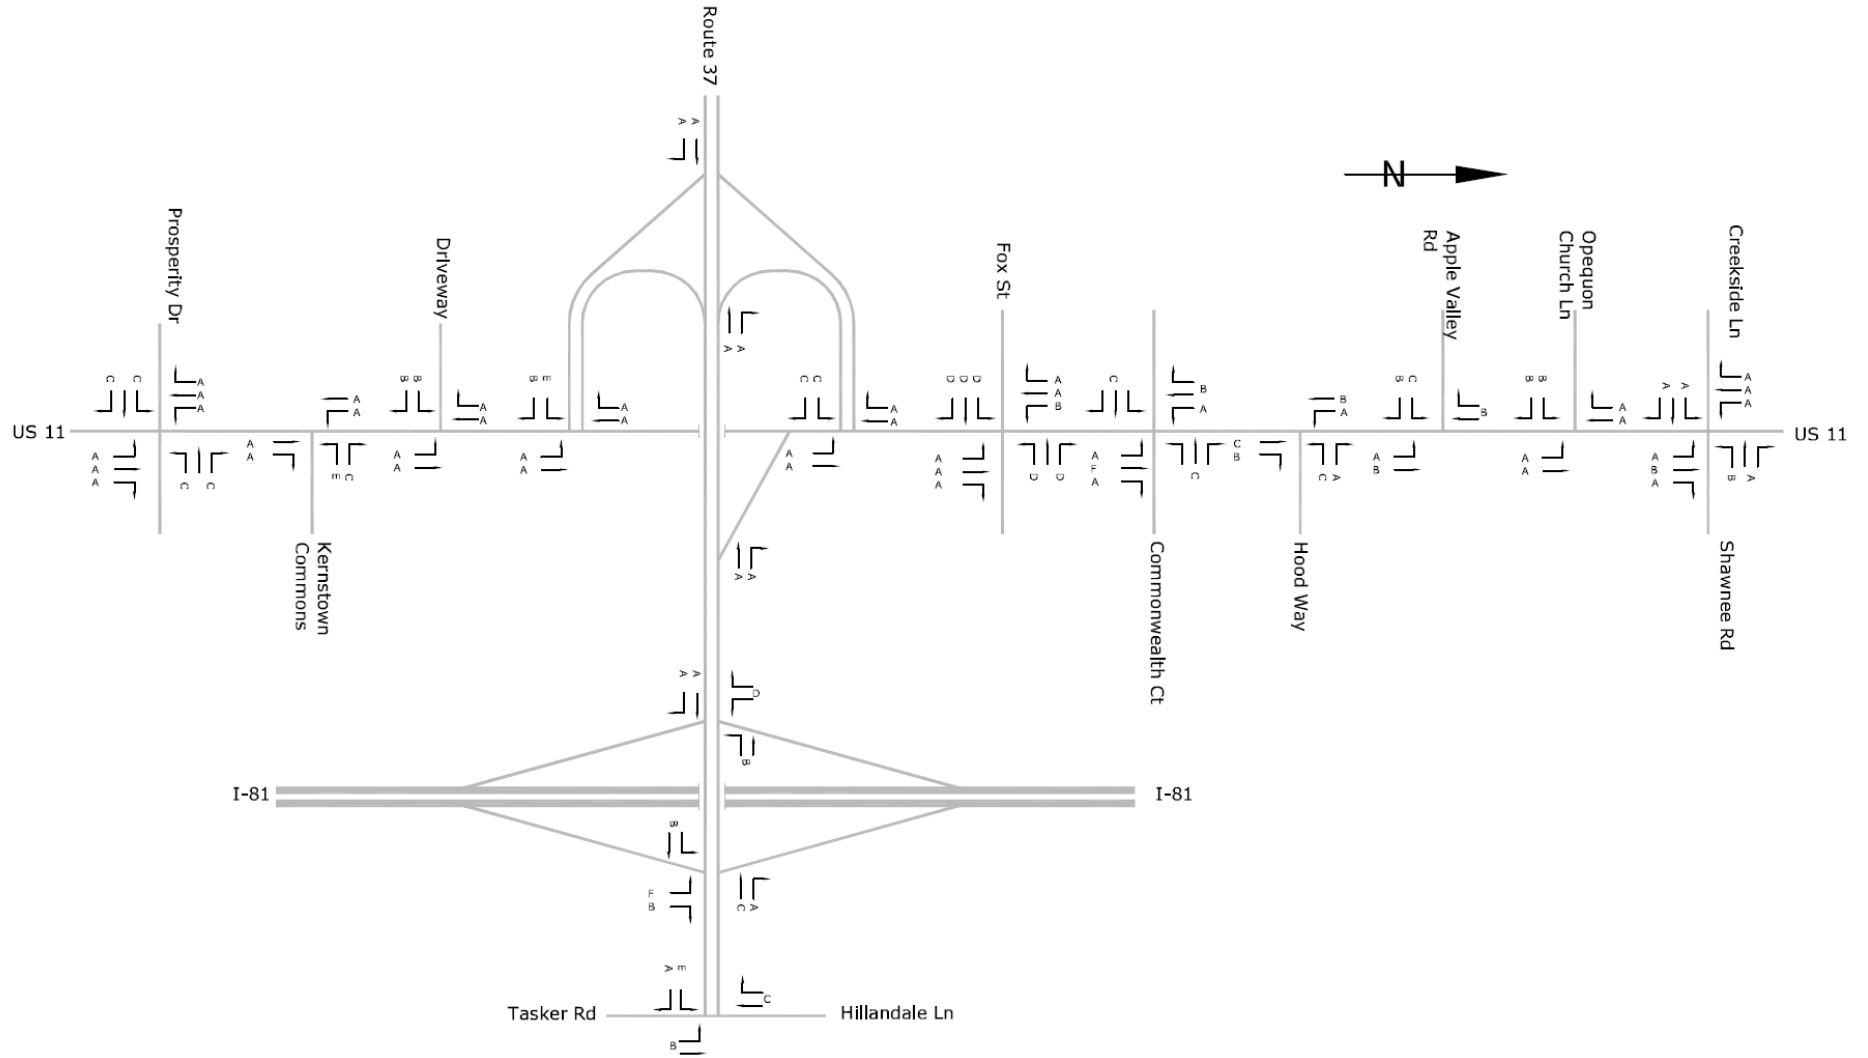 Route 37
A A
N
Prosperity Dr
Driveway
Fox St
Apple Valley
Rd
Opequon
Church Ln
Creekside Ln
A A
C C
A
A
A
A
A
B B
A
A
B E
A
A
C C
A
A
D D D
A
A
B
C
B
A
B
A
B C
B
B B
A
A
A A
A
A
A
US 11
US 11
A
A
A
C C
A
A
E C
A
A
A
A
A
A
A
A
A
D D
A
F
A
C
C
B
C A
A
B
A
A
A
B
A
B A
Kernstown
Commons
Commonwealth Ct
Hood Way
Shawnee Rd
A A
A A
D
B
I-81
I-81
B
F
B
C A
A E
C
Tasker Rd
Hillandale Ln
B